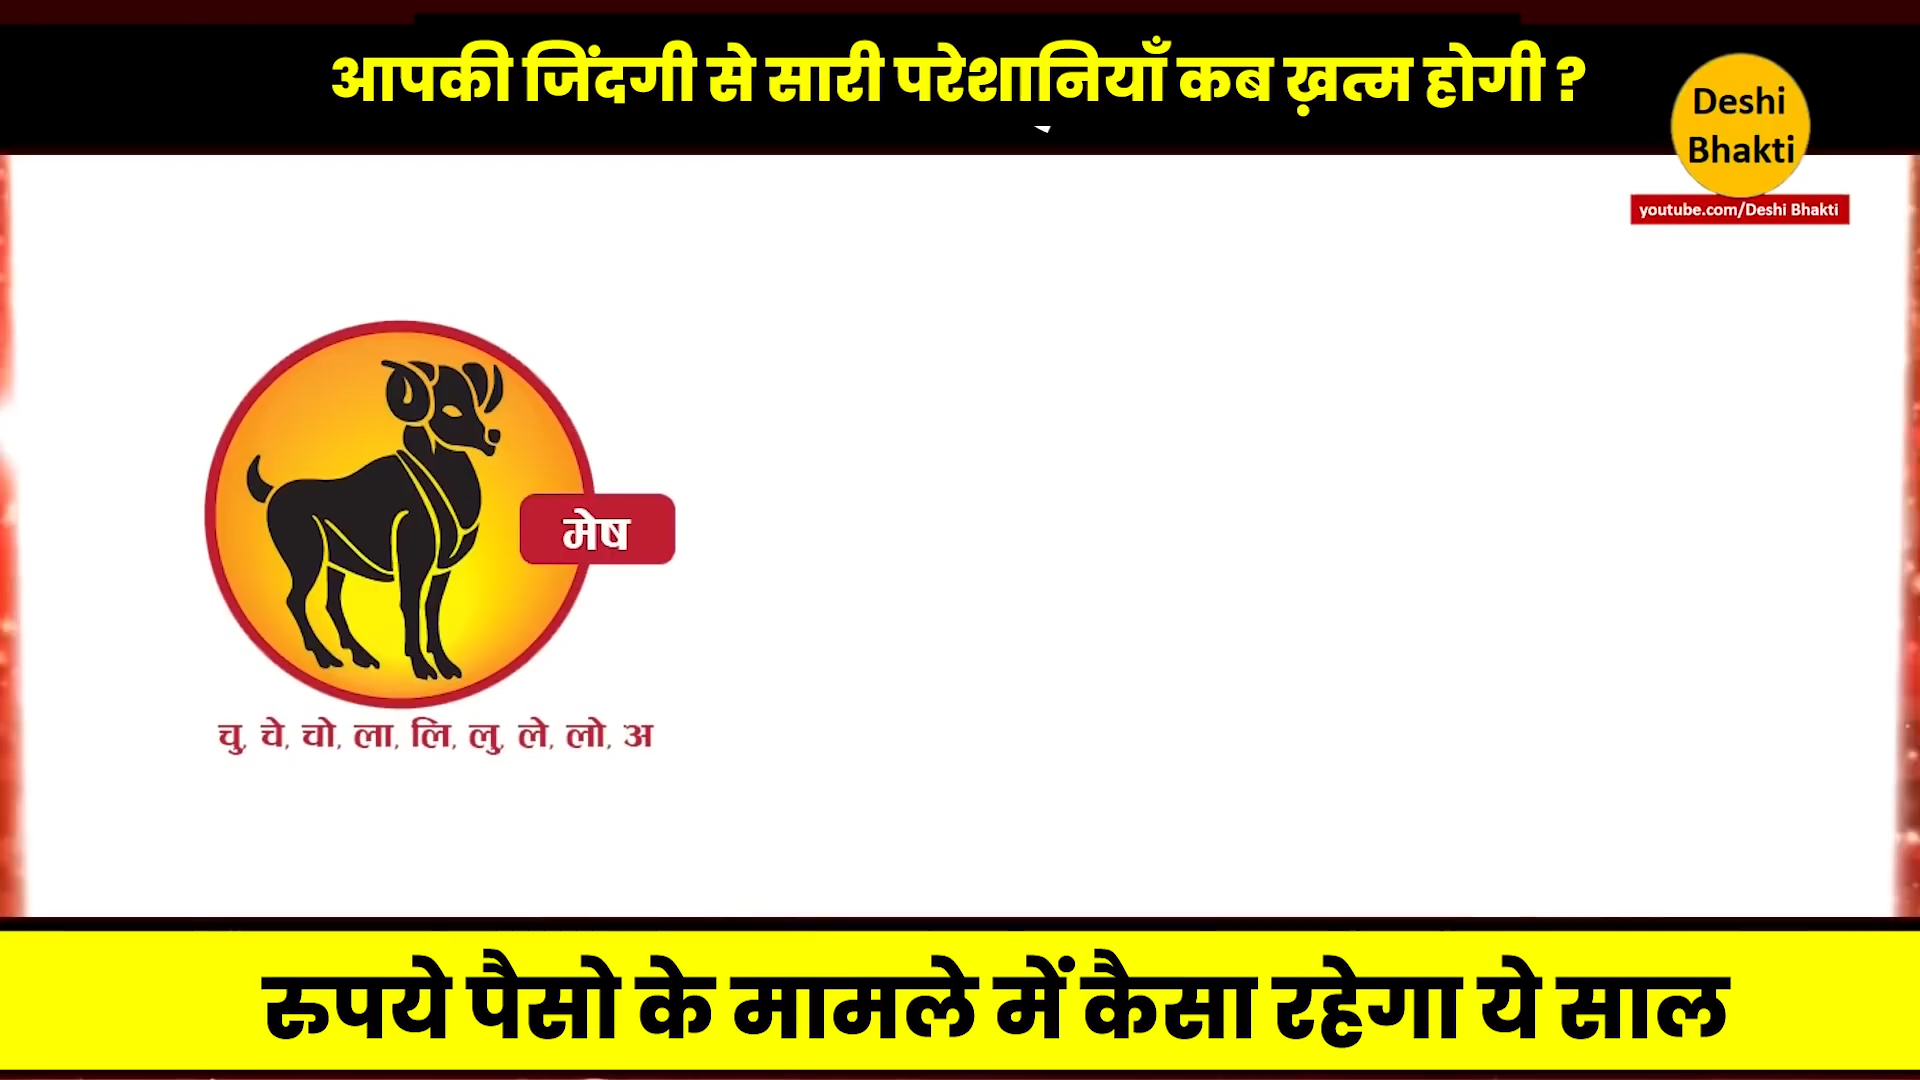 आपकी जिंदगी से सारी परेशानियाँ कब ख़त्म होगी ?
Deshi
Bhakti
youtube.com/Deshi Bhakti
मेष
चु, चे, चो, ला, लि, लु, ले, लो, अ
रुपये पैसो के मामले में कैसा रहेगा ये साल